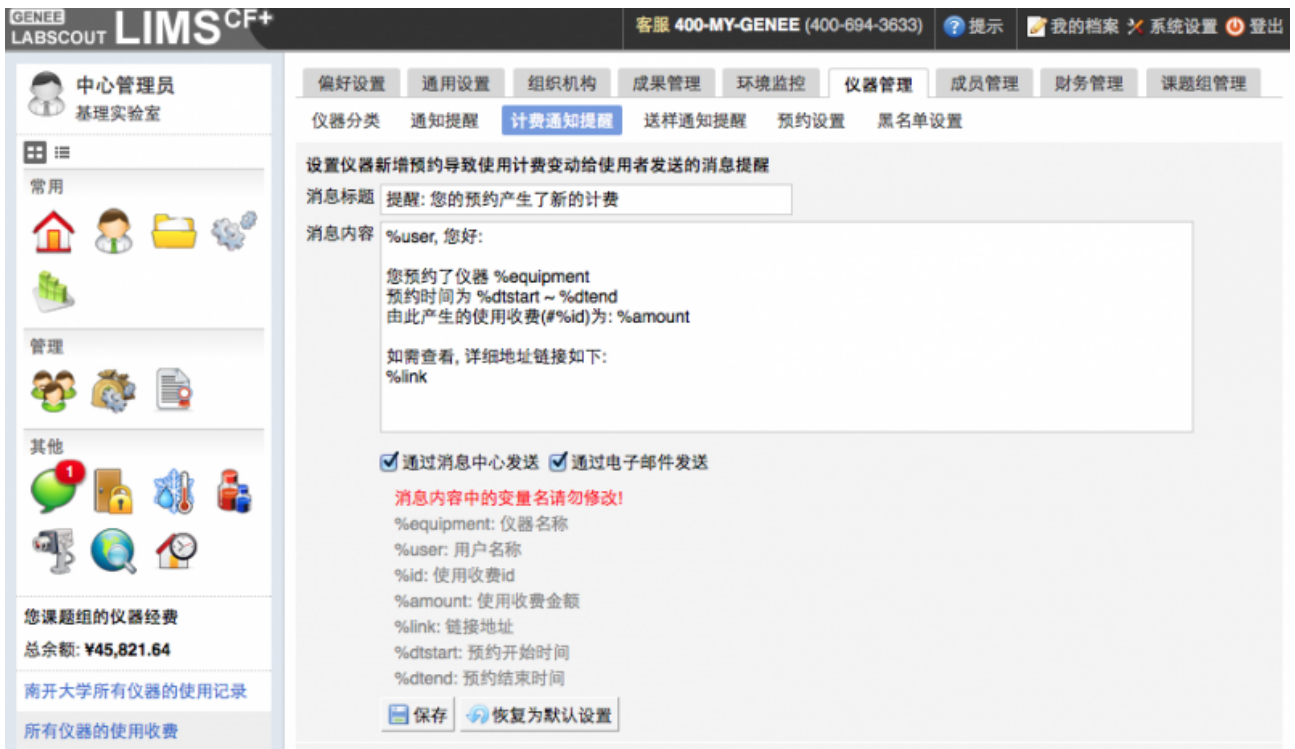 GENEE
LABSCOUT LIMS CF+
客服 400-MY-GENEE (400-694-3633) 提示 我的档案 系统设置 登出
中心管理员
基理实验室
常用
管理
其他
1
您课题组的仪器经费
总余额: ¥45,821.64
南开大学所有仪器的使用记录
所有仪器的使用收费
偏好设置 通用设置 组织机构 成果管理 环境监控 仪器管理 成员管理 财务管理 课题组管理
仪器分类 通知提醒 计费通知提醒 送样通知提醒 预约设置 黑名单设置
设置仪器新增预约导致使用计费变动给使用者发送的消息提醒
消息标题 提醒: 您的预约产生了新的计费
消息内容 %user, 您好:
您预约了仪器 %equipment
预约时间为 %dtstart ~ %dtend
由此产生的使用收费(#%id)为: %amount
如需查看, 详细地址链接如下:
%link
通过消息中心发送 通过电子邮件发送
消息内容中的变量名请勿修改!
%equipment: 仪器名称
%user: 用户名称
%id: 使用收费id
%amount: 使用收费金额
%link: 链接地址
%dtstart: 预约开始时间
%dtend: 预约结束时间
保存 恢复为默认设置